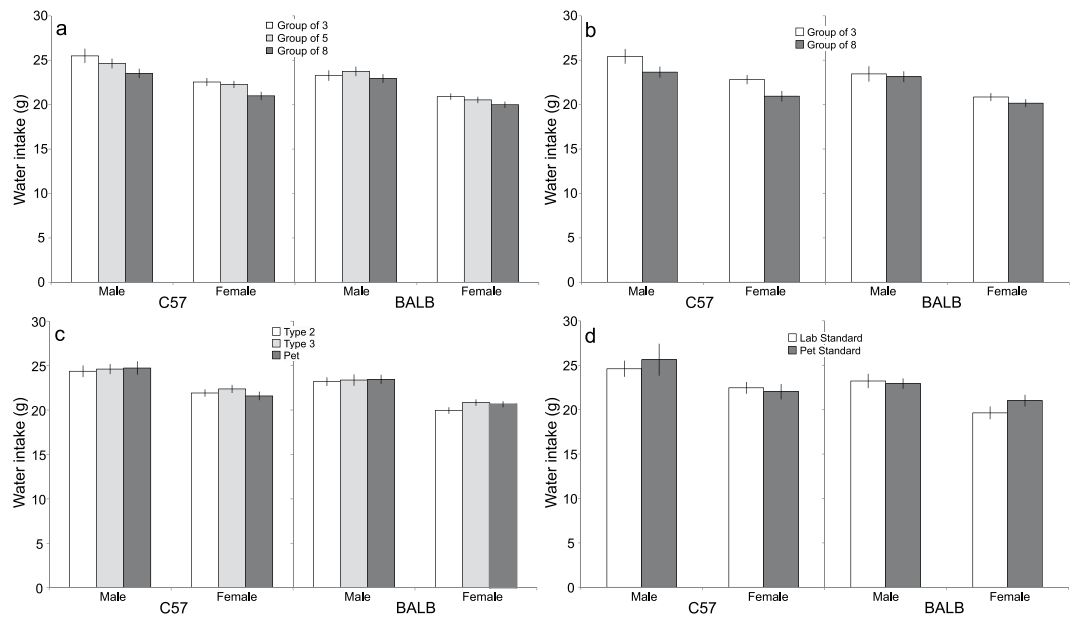 a
Group of 3
Group of 5
Group of 8
Water intake (g)
30
25
20
15
10
5
0
Male
Female
Male
Female
C57
BALB
b
Group of 3
Group of 8
Water intake (g)
30
25
20
15
10
5
0
Male
Female
Male
Female
C57
BALB
c
Type 2
Type 3
Pet
Water intake (g)
30
25
20
15
10
5
0
Male
Female
Male
Female
C57
BALB
d
Lab Standard
Pet Standard
Water intake (g)
30
25
20
15
10
5
0
Male
Female
Male
Female
C57
BALB